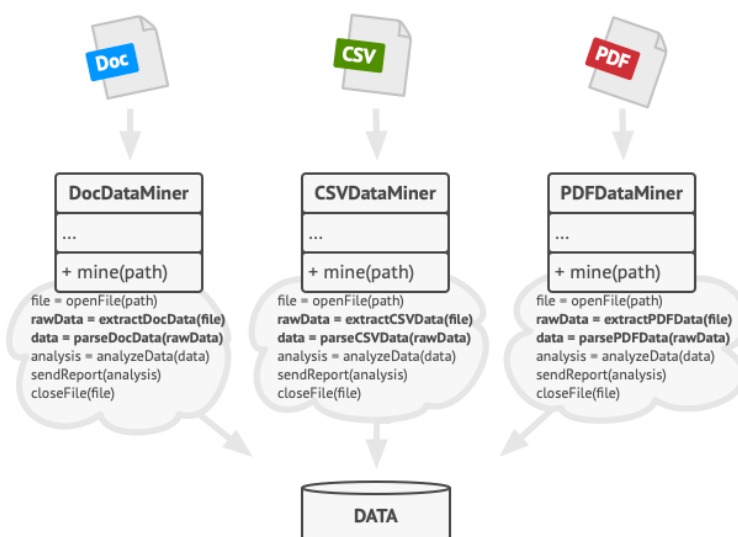 Doc
CSV
PDF
DocDataMiner
...
+ mine(path)
file = openFile(path)
rawData = extractDocData(file)
data = parseDocData(rawData)
analysis = analyzeData(data)
sendReport(analysis)
closeFile(file)
CSVDataMiner
...
+ mine(path)
file = openFile(path)
rawData = extractCSVData(file)
data = parseCSVData(rawData)
analysis = analyzeData(data)
sendReport(analysis)
closeFile(file)
PDFDataMiner
...
+ mine(path)
file = openFile(path)
rawData = extractPDFData(file)
data = parsePDFData(rawData)
analysis = analyzeData(data)
sendReport(analysis)
closeFile(file)
DATA